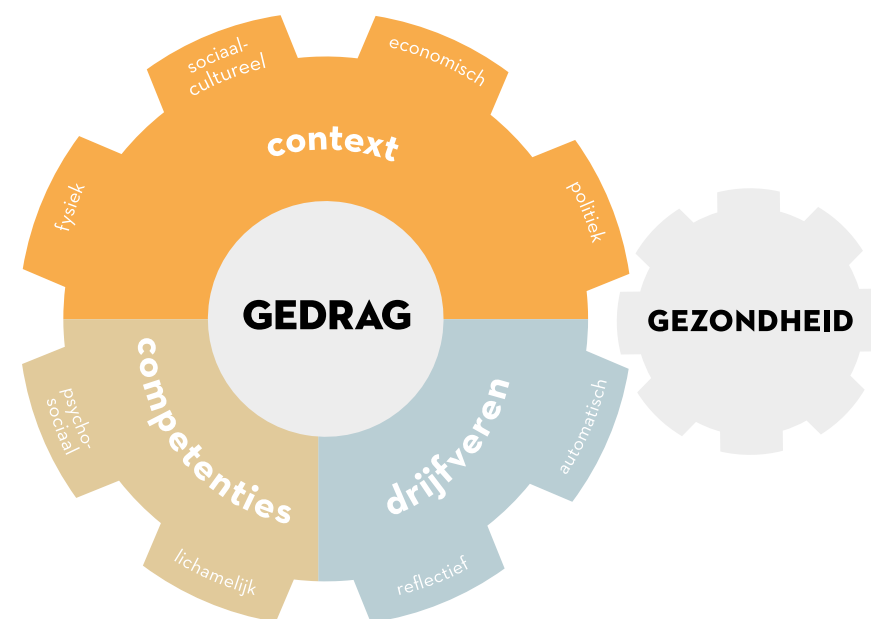 sociaal-
cultureel
economisch
context
fysiek
politiek
GEDRAG
GEZONDHEID
competenties
drijfveren
psycho-
sociaal
automatisch
lichamelijk
reflectief